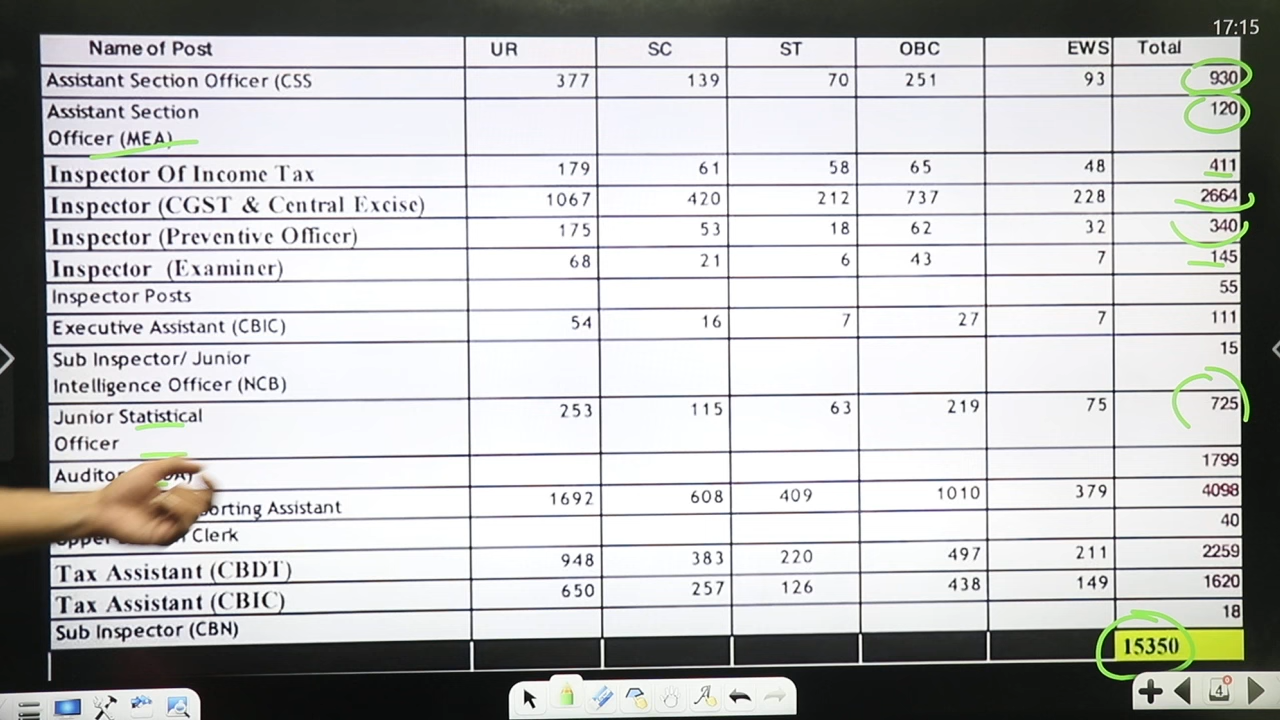 17:15
Name of Post UR SC ST OBC EWS Total
Assistant Section Officer (CSS 377 139 70 251 93 930
Assistant Section
Officer (MEA) 120
Inspector Of Income Tax 179 61 58 65 48 411
Inspector (CGST & Central Excise) 1067 420 212 737 228 2664
Inspector (Preventive Officer) 175 53 18 62 32 340
Inspector (Examiner) 68 21 6 43 7 145
Inspector Posts 55
Executive Assistant (CBIC) 54 16 7 27 7 111
Sub Inspector/ Junior 15
Intelligence Officer (NCB)
Junior Statistical 253 115 63 219 75 725
Officer
1799
Assistant 1692 608 409 1010 379 4098
Clerk 40
Tax Assistant (CBDT) 948 383 220 497 211 2259
Tax Assistant (CBIC) 650 257 126 438 149 1620
Sub Inspector (CBN) 18
15350
4